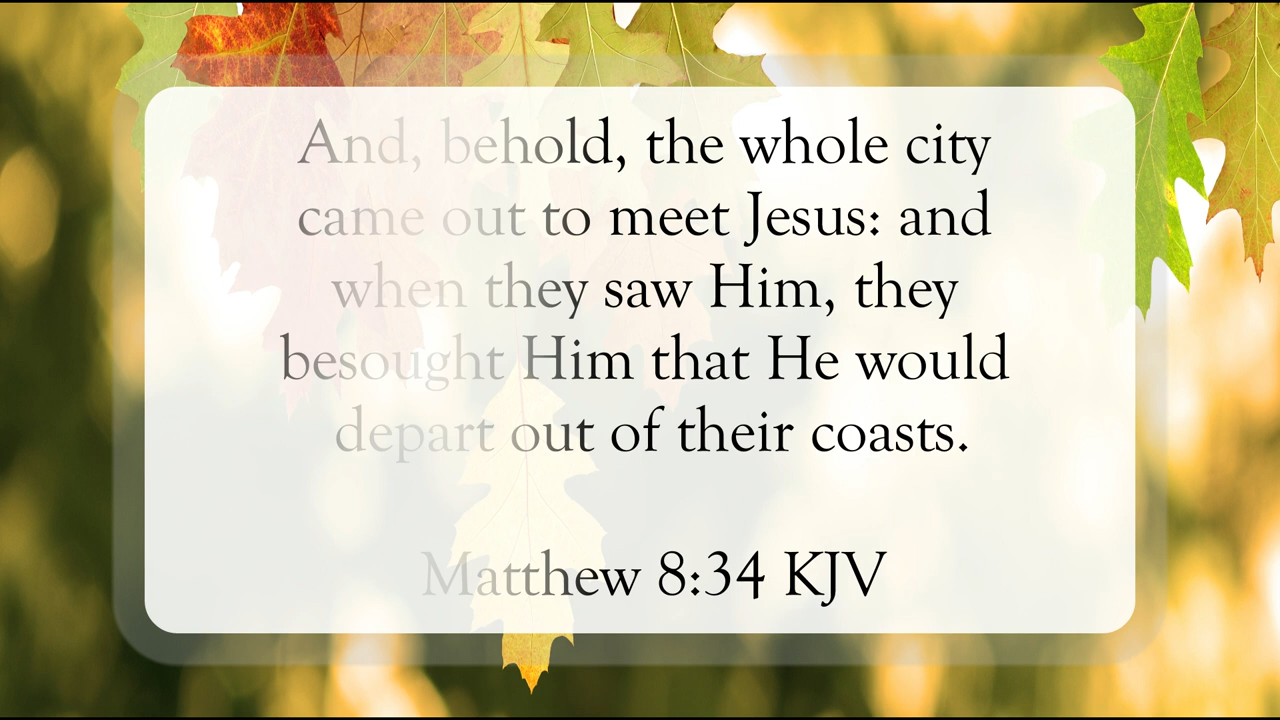 And, behold, the whole city
came out to meet Jesus: and
when they saw Him, they
besought Him that He would
depart out of their coasts.
Matthew 8:34 KJV